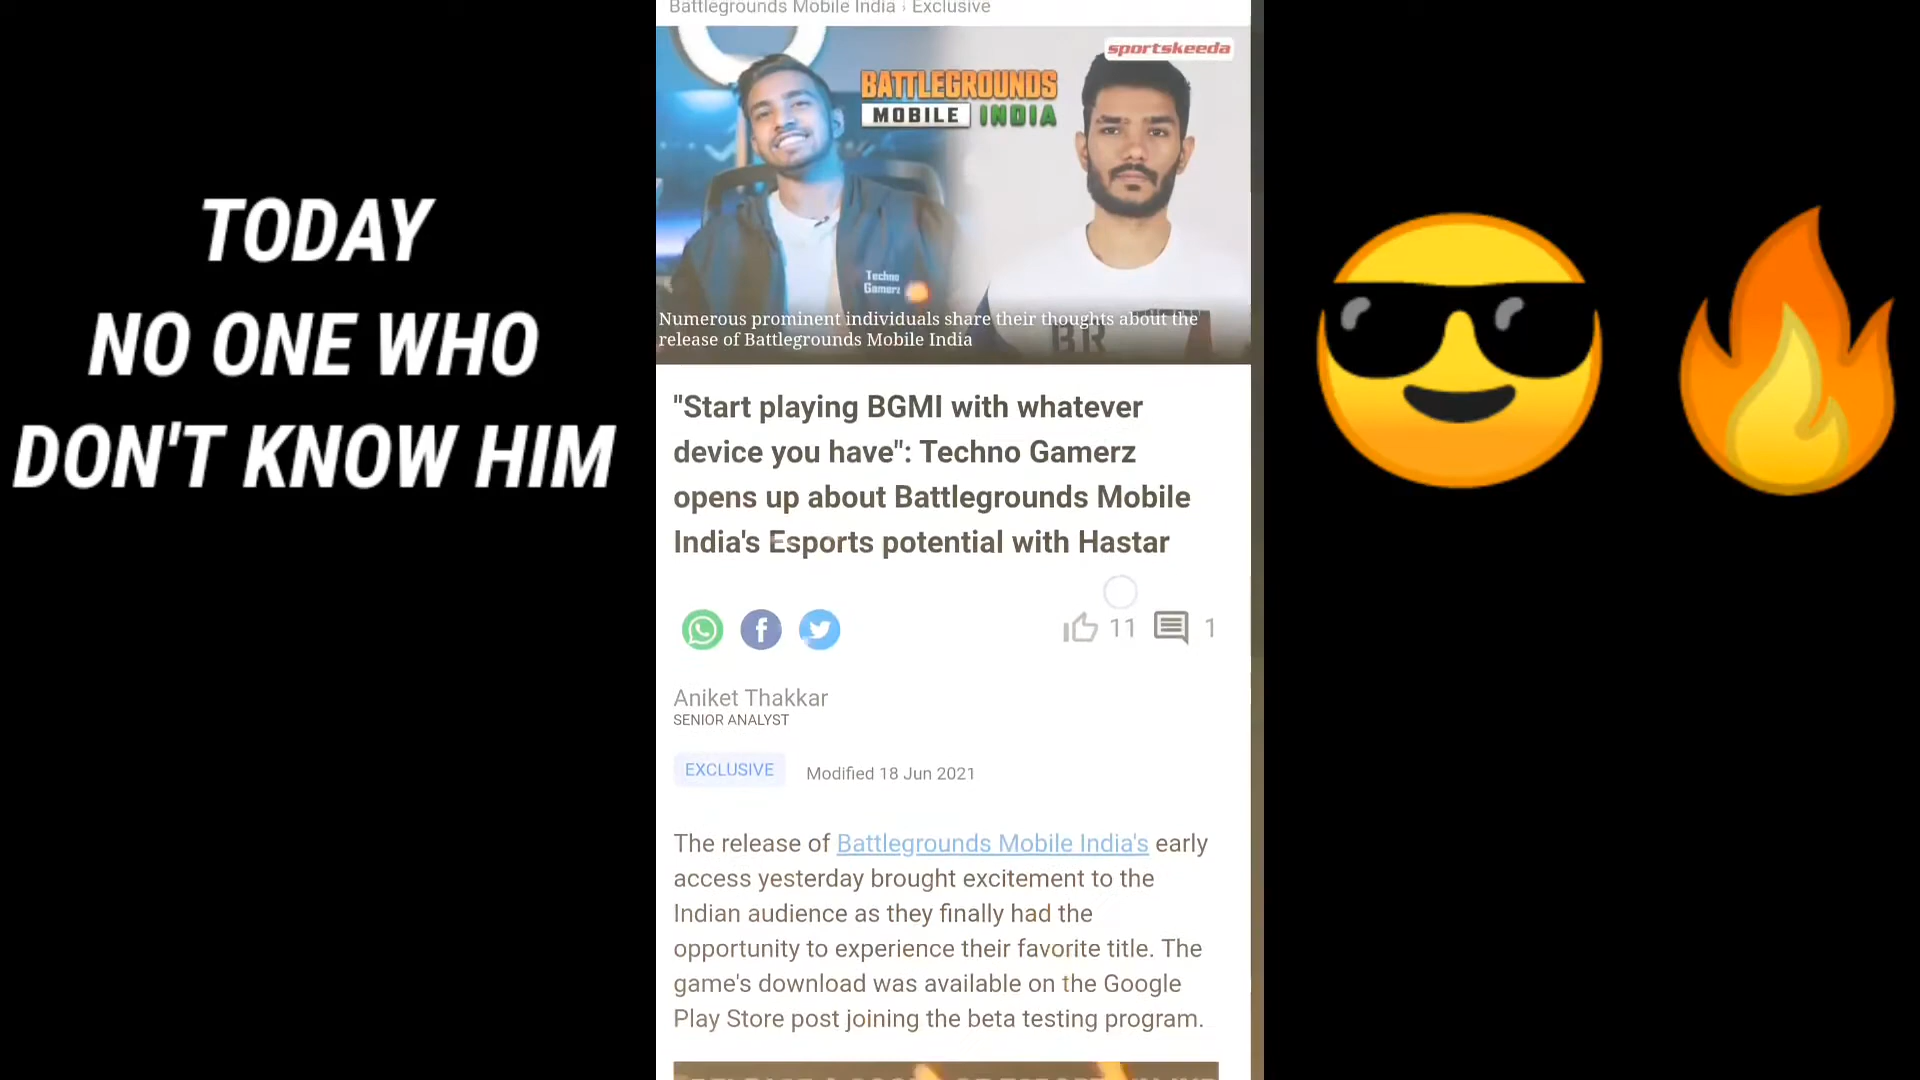 TODAY
NO ONE WHO
DON'T KNOW HIM
Battlegrounds Mobile India › Exclusive
sportskeeda
BATTLEGROUNDS
MOBILE INDIA
Techno
Gamerz
Numerous prominent individuals share their thoughts about the
release of Battlegrounds Mobile India
"Start playing BGMI with whatever
device you have": Techno Gamerz
opens up about Battlegrounds Mobile
India's Esports potential with Hastar
11 1
Aniket Thakkar
SENIOR ANALYST
EXCLUSIVE Modified 18 Jun 2021
The release of Battlegrounds Mobile India's early
access yesterday brought excitement to the
Indian audience as they finally had the
opportunity to experience their favorite title. The
game's download was available on the Google
Play Store post joining the beta testing program.